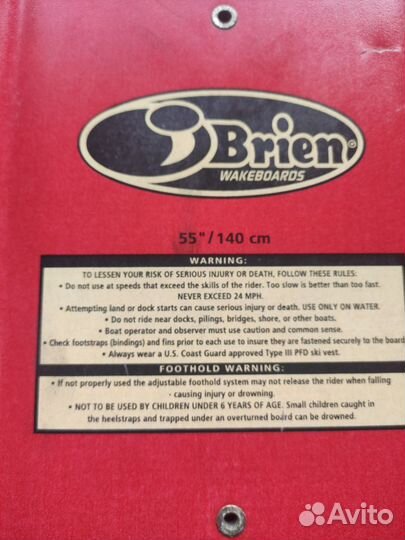 O'Brien®
WAKEBOARDS
55"/140 cm
WARNING:
TO LESSEN YOUR RISK OF SERIOUS INJURY OR DEATH, FOLLOW THESE RULES:
• Do not use at speeds that exceed the skills of the rider. Too slow is better than too fast.
NEVER EXCEED 24 MPH.
• Attempting land or dock starts can cause serious injury or death. USE ONLY ON WATER.
• Do not ride near docks, pilings, bridges, shore, or other boats.
• Boat operator and observer must use caution and common sense.
• Check footstraps (bindings) and fins prior to each use to insure they are fastened securely to the board
• Always wear a U.S. Coast Guard approved Type III PFD ski vest.
FOOTHOLD WARNING:
• If not properly used the adjustable foothold system may not release the rider when falling
- causing injury or drowning.
• NOT TO BE USED BY CHILDREN UNDER 6 YEARS OF AGE. Small children caught in
the heelstraps and trapped under an overturned board can be drowned.
Avito